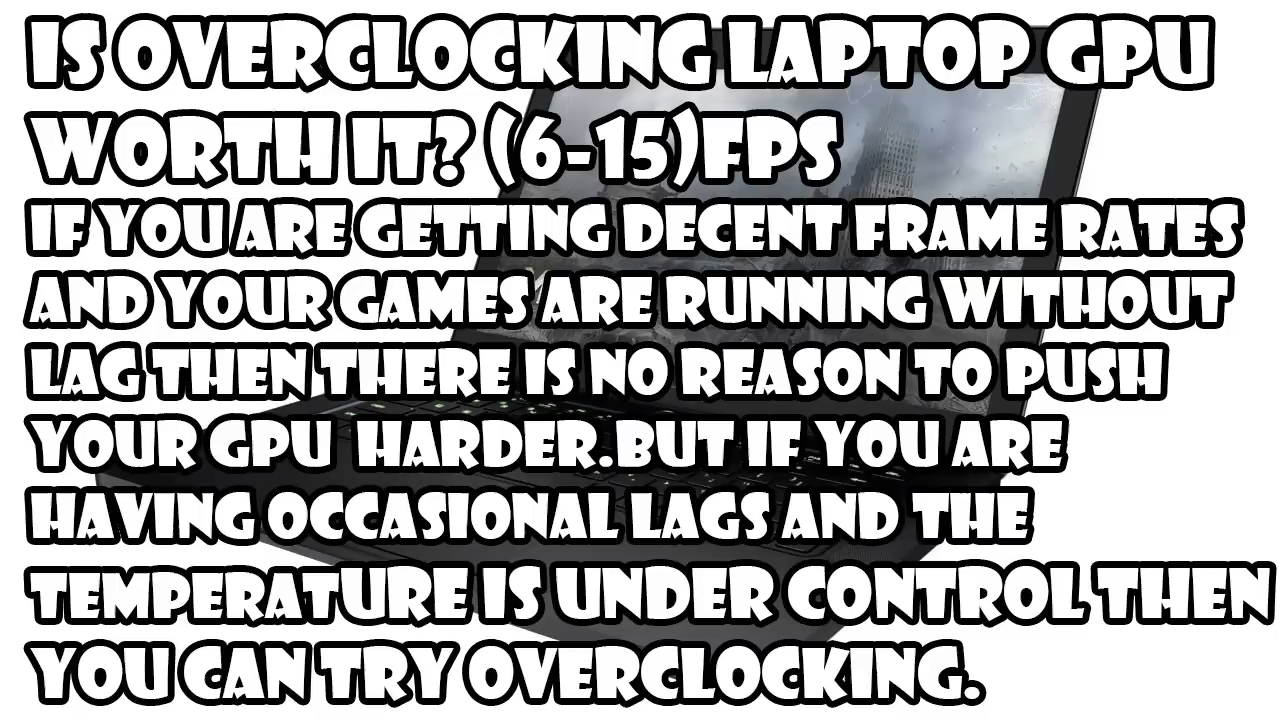 IS OVERCLOCKING LAPTOP GPU
WORTH IT? (6-15)FPS
IF YOU ARE GETTING DECENT FRAME RATES
AND YOUR GAMES ARE RUNNING WITHOUT
LAG THEN THERE IS NO REASON TO PUSH
YOUR GPU  HARDER.BUT IF YOU ARE
HAVING OCCASIONAL LAGS AND THE
TEMPERATURE IS UNDER CONTROL THEN
YOU CAN TRY OVERCLOCKING.